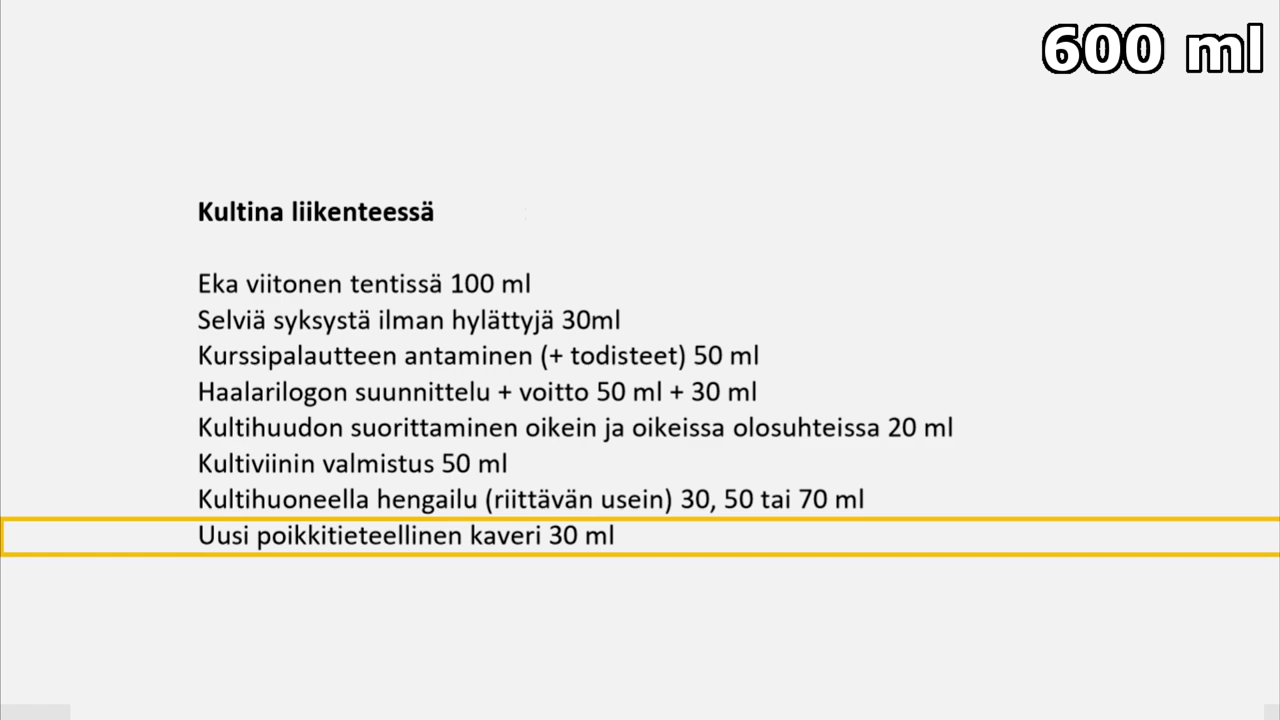 600 ml
Kultina liikenteessä
Eka viitonen tentissä 100 ml
Selviä syksystä ilman hylättyjä 30ml
Kurssipalautteen antaminen (+ todisteet) 50 ml
Haalarilogon suunnittelu + voitto 50 ml + 30 ml
Kultihuudon suorittaminen oikein ja oikeissa olosuhteissa 20 ml
Kultiviinin valmistus 50 ml
Kultihuoneella hengailu (riittävän usein) 30, 50 tai 70 ml
Uusi poikkitieteellinen kaveri 30 ml